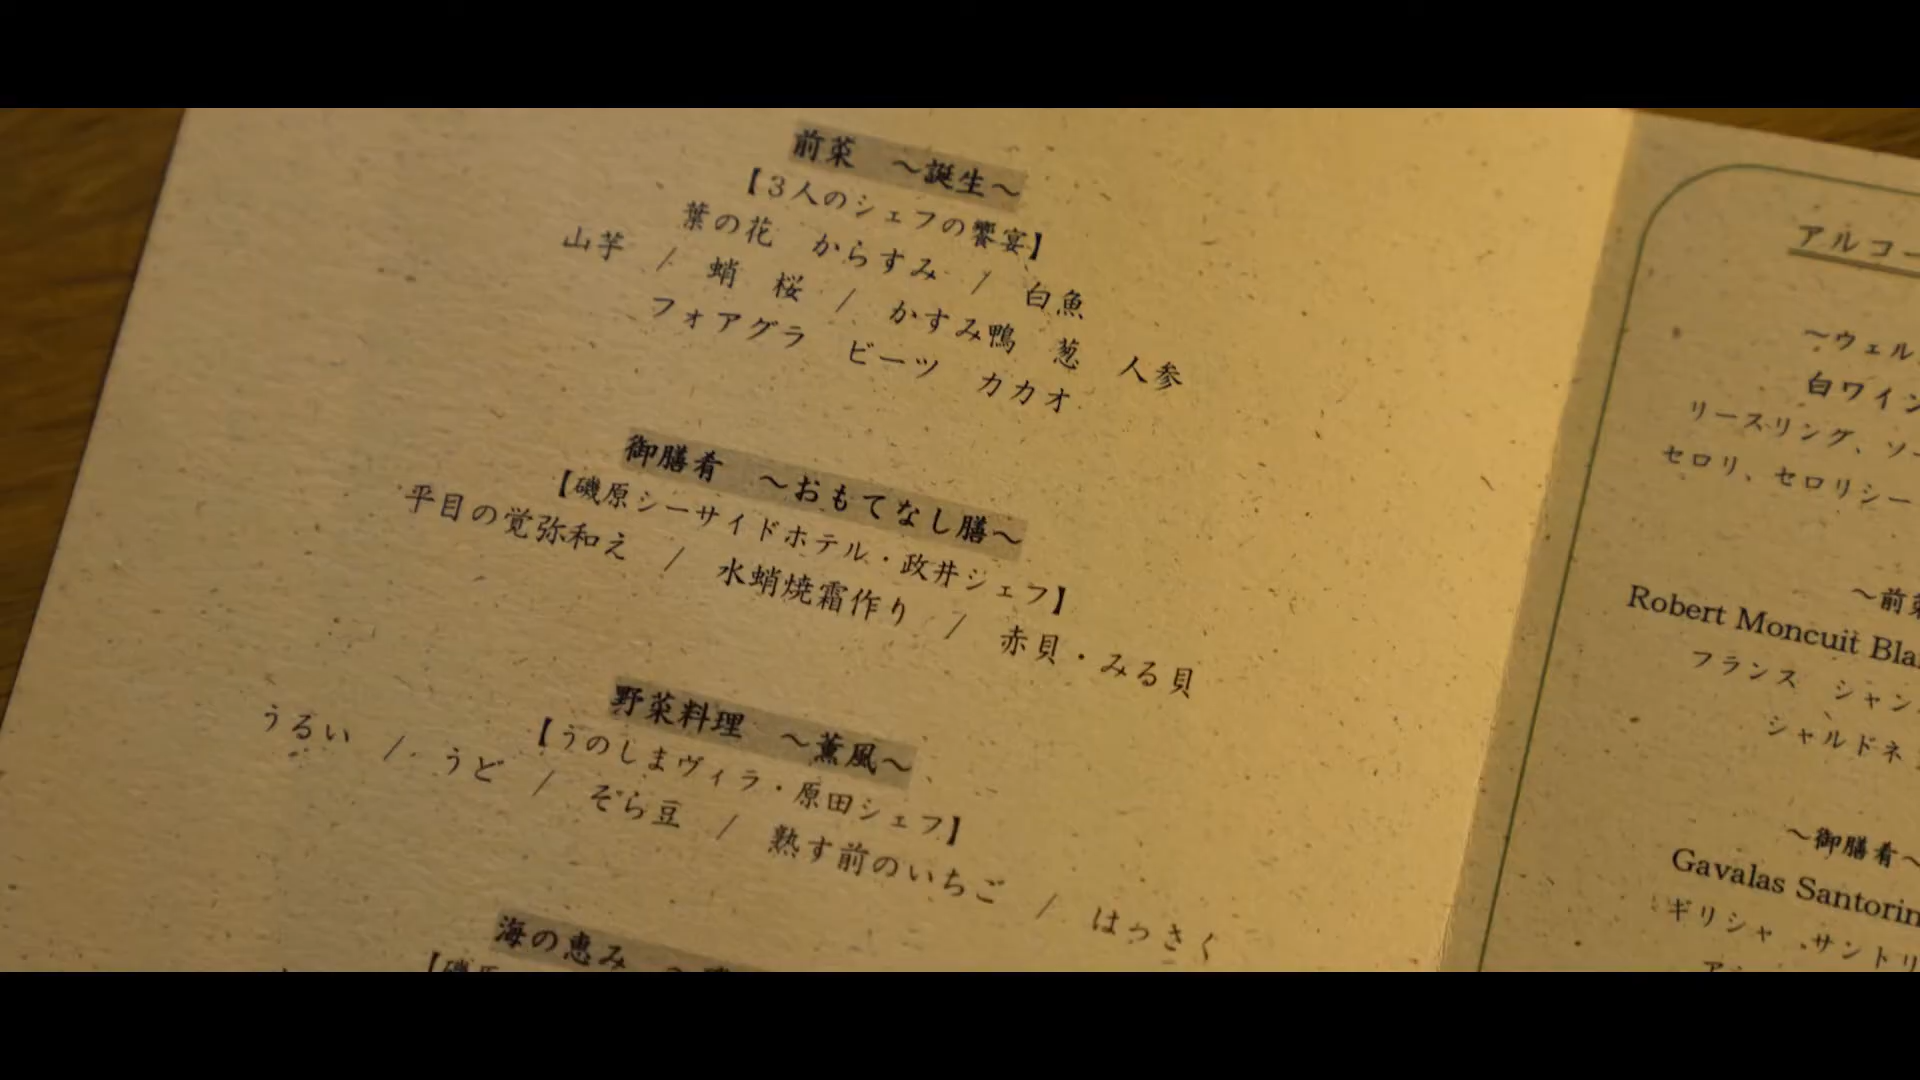 前菜　～誕生～
【３人のシェフの饗宴】
葉の花　からすみ　/　白魚
山芋　/　蛸　桜　/　かすみ鴨　葱　人参
フォアグラ　ビーツ　カカオ
御膳肴　～おもてなし膳～
【磯原シーサイドホテル・政井シェフ】
平目の覚弥和え　/　水蛸焼霜作り　/　赤貝・みる貝
野菜料理　～薫風～
【うのしまヴィラ・原田シェフ】
うるい　/　うど　/　そら豆　/　熟す前のいちご　/　はっさく
海の恵み　～
【磯原
アルコー
～ウェル
白ワイン
リースリング、ソー
セロリ、セロリシー
～前菜
Robert Moncuit Bla
フランス　シャン
シャルドネ
～御膳肴～
Gavalas Santorin
ギリシャ　サントリ